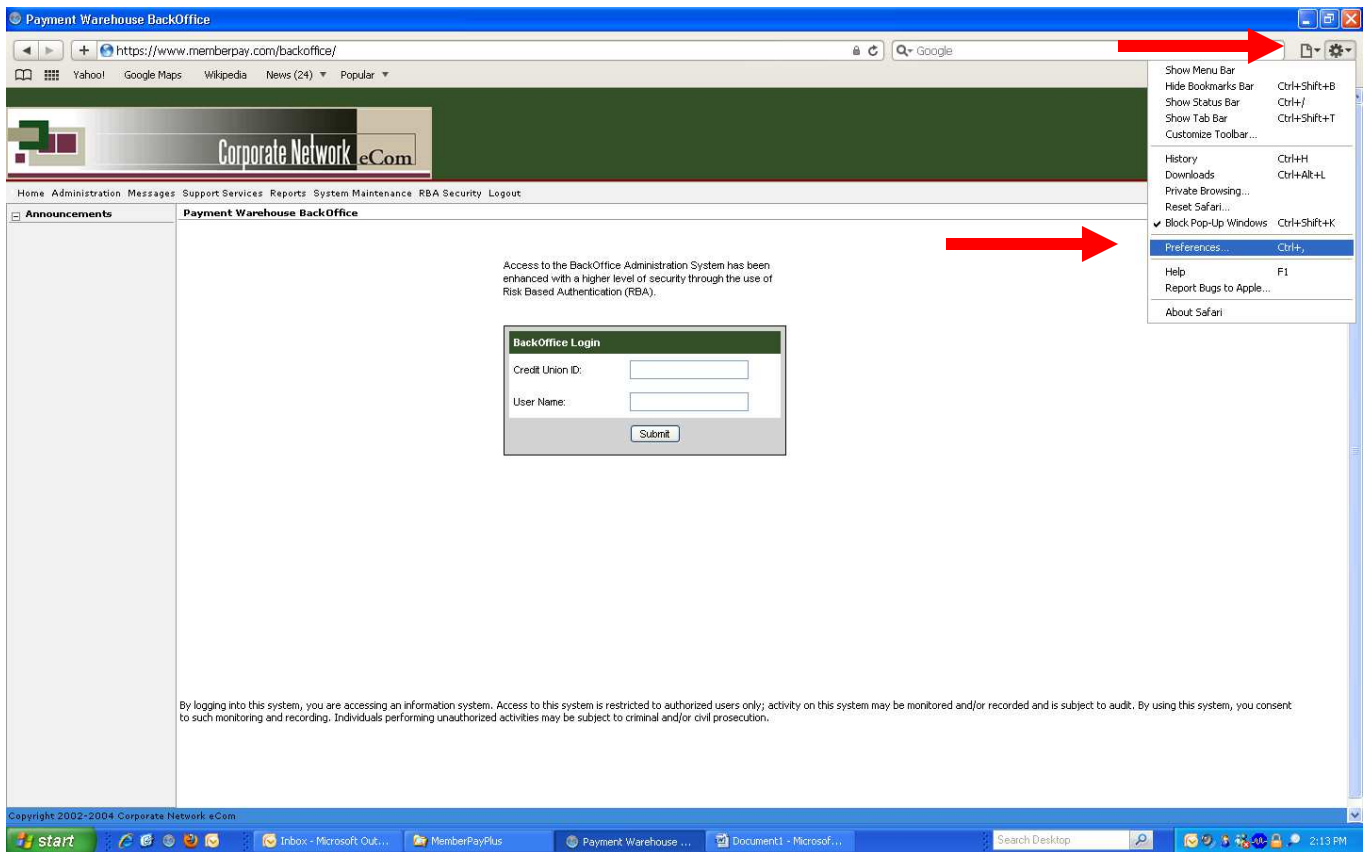 Payment Warehouse BackOffice
https://www.memberpay.com/backoffice/
Google
Yahoo! Google Maps Wikipedia News (24) Popular
Show Menu Bar
Hide Bookmarks Bar Ctrl+Shift+B
Show Status Bar Ctrl+/
Show Tab Bar Ctrl+Shift+T
Customize Toolbar...
History Ctrl+H
Downloads Ctrl+Alt+L
Private Browsing...
Reset Safari...
Block Pop-Up Windows Ctrl+Shift+K
Preferences... Ctrl+,
Help F1
Report Bugs to Apple...
About Safari
Corporate Network eCom
Home Administration Messages Support Services Reports System Maintenance RBA Security Logout
Announcements
Payment Warehouse BackOffice
Access to the BackOffice Administration System has been
enhanced with a higher level of security through the use of
Risk Based Authentication (RBA).
BackOffice Login
Credit Union ID:
User Name:
Submit
By logging into this system, you are accessing an information system. Access to this system is restricted to authorized users only; activity on this system may be monitored and/or recorded and is subject to audit. By using this system, you consent
to such monitoring and recording. Individuals performing unauthorized activities may be subject to criminal and/or civil prosecution.
Copyright 2002-2004 Corporate Network eCom
start Inbox - Microsoft Out... MemberPayPlus Payment Warehouse ... Document1 - Microsof... Search Desktop 2:13 PM